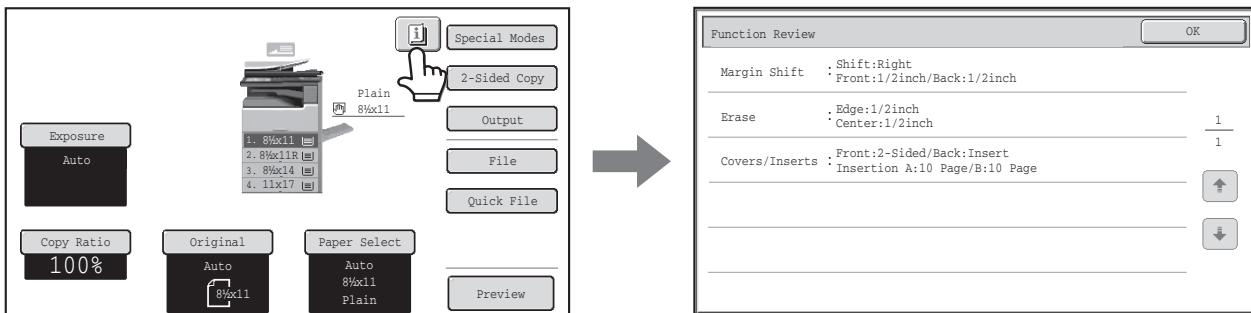 Special Modes
2-Sided Copy
Output
File
Quick File
Preview
Plain
8½x11
1. 8½x11
2. 8½x11R
3. 8½x14
4. 11x17
Exposure
Auto
Copy Ratio
100%
Original
Auto
8½x11
Paper Select
Auto
8½x11
Plain
Function Review
OK
Margin Shift : Shift:Right
Front:1/2inch/Back:1/2inch
Erase : Edge:1/2inch
Center:1/2inch
Covers/Inserts : Front:2-Sided/Back:Insert
Insertion A:10 Page/B:10 Page
1
1